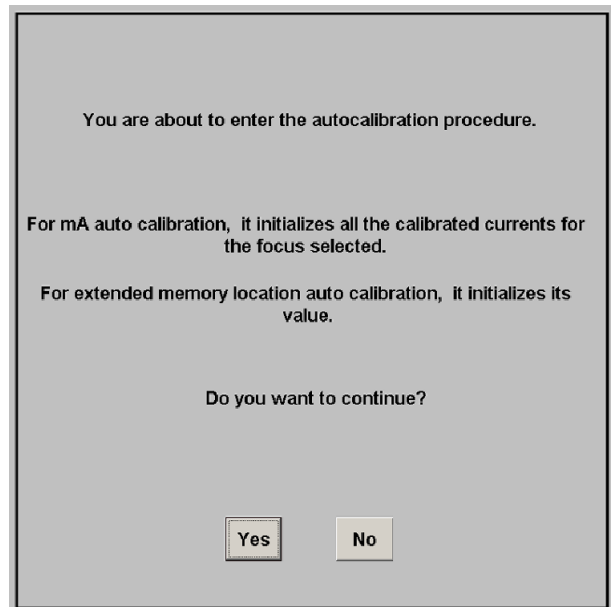 You are about to enter the autocalibration procedure.
For mA auto calibration, it initializes all the calibrated currents for
the focus selected.
For extended memory location auto calibration, it initializes its
value.
Do you want to continue?
Yes
No